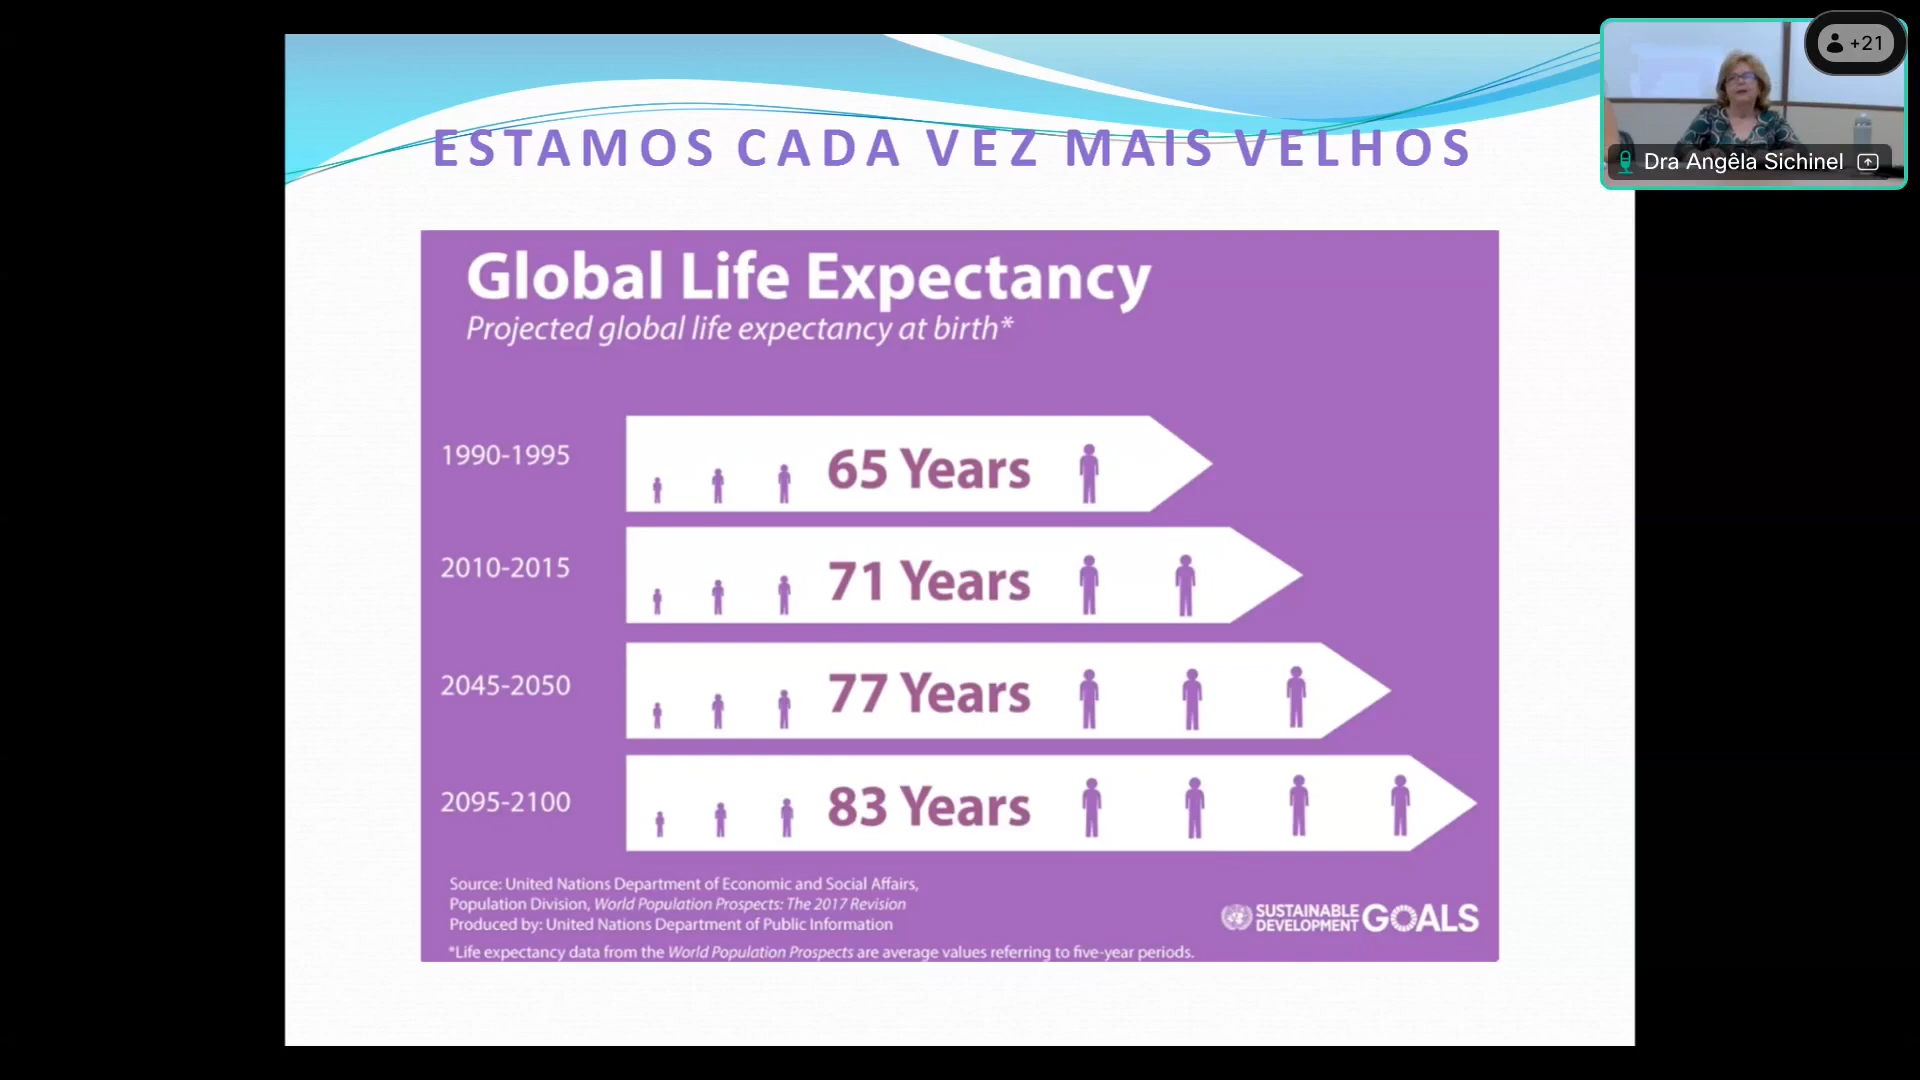 ESTAMOS CADA VEZ MAIS VELHOS
+21
Dra Angêla Sichinel
Global Life Expectancy
Projected global life expectancy at birth*
1990-1995
65 Years
2010-2015
71 Years
2045-2050
77 Years
2095-2100
83 Years
Source: United Nations Department of Economic and Social Affairs,
Population Division, World Population Prospects: The 2017 Revision
Produced by: United Nations Department of Public Information
*Life expectancy data from the World Population Prospects are average values referring to five-year periods.
SUSTAINABLE
DEVELOPMENT
GOALS